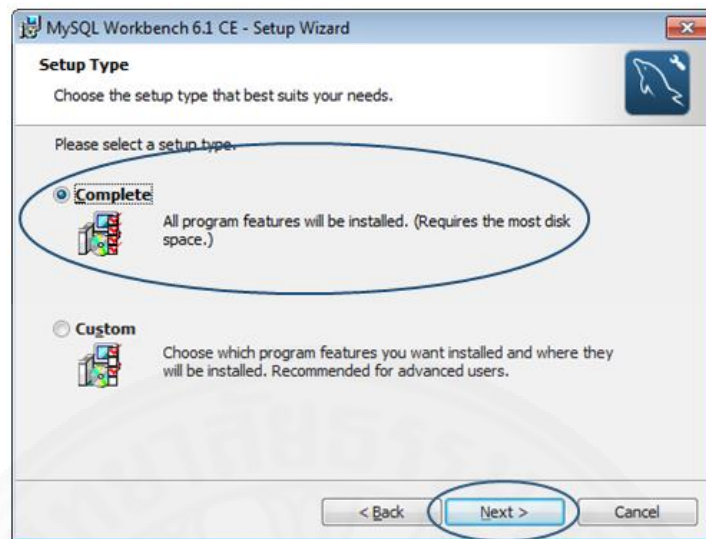 MySQL Workbench 6.1 CE - Setup Wizard
Setup Type
Choose the setup type that best suits your needs.
Please select a setup type.
Complete
All program features will be installed. (Requires the most disk
space.)
Custom
Choose which program features you want installed and where they
will be installed. Recommended for advanced users.
< Back
Next >
Cancel